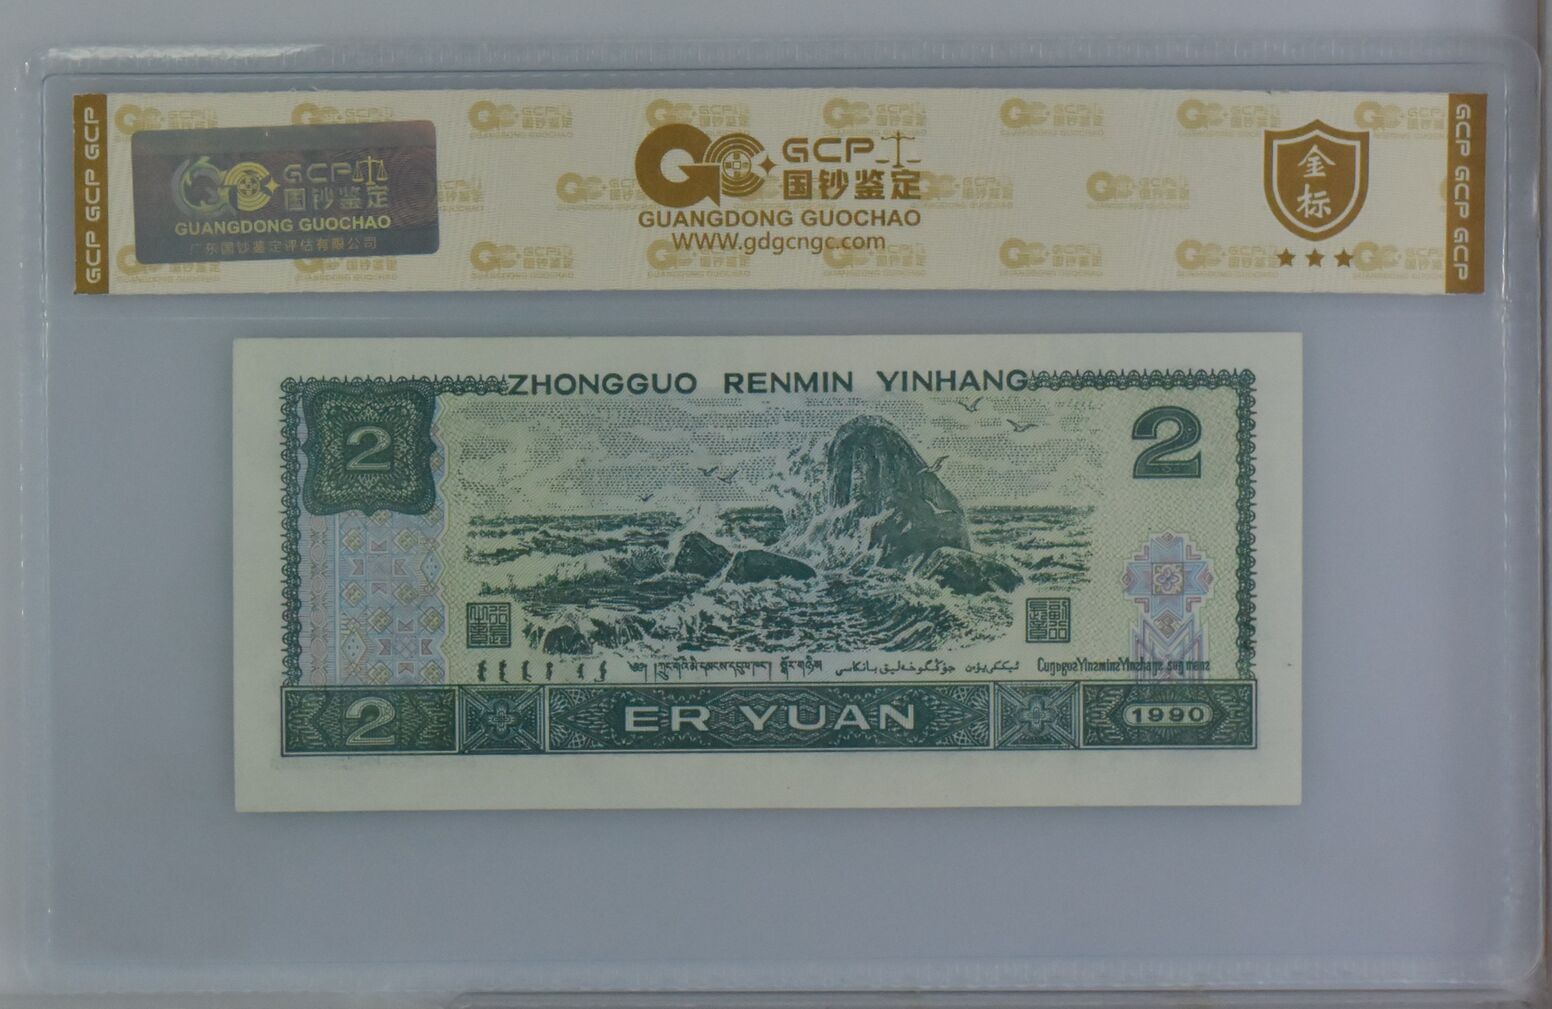 GCP GCP GCP
GCP
国钞鉴定
GUANGDONG GUOCHAO
广东国钞鉴定评估有限公司
GCP
国钞鉴定
GUANGDONG GUOCHAO
WWW.gdgcngc.com
金标
GCP GCP GCP
ZHONGGUO RENMIN YINHANG
2
2
2
ER YUAN
1990